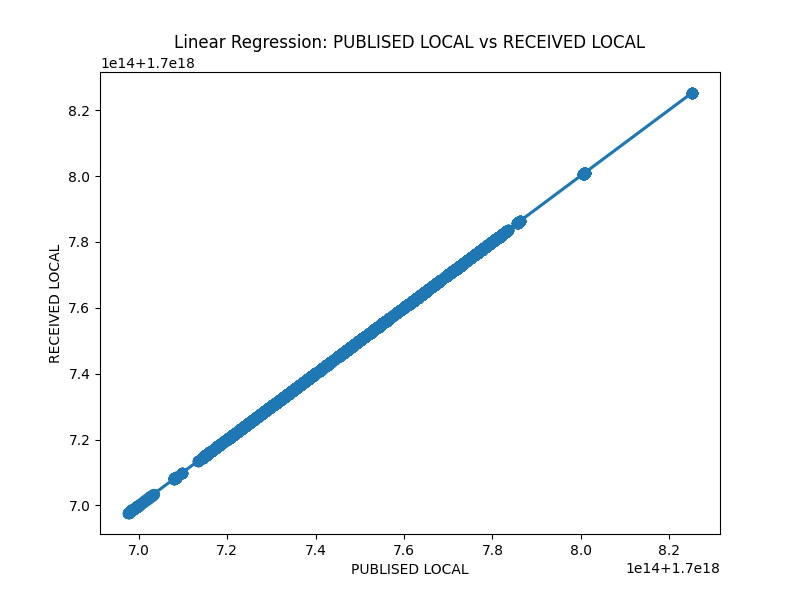 Linear Regression: PUBLISED LOCAL vs RECEIVED LOCAL
1e14+1.7e18
8.2
8.0
7.8
7.6
7.4
7.2
7.0
RECEIVED LOCAL
7.0 7.2 7.4 7.6 7.8 8.0 8.2
PUBLISED LOCAL
1e14+1.7e18